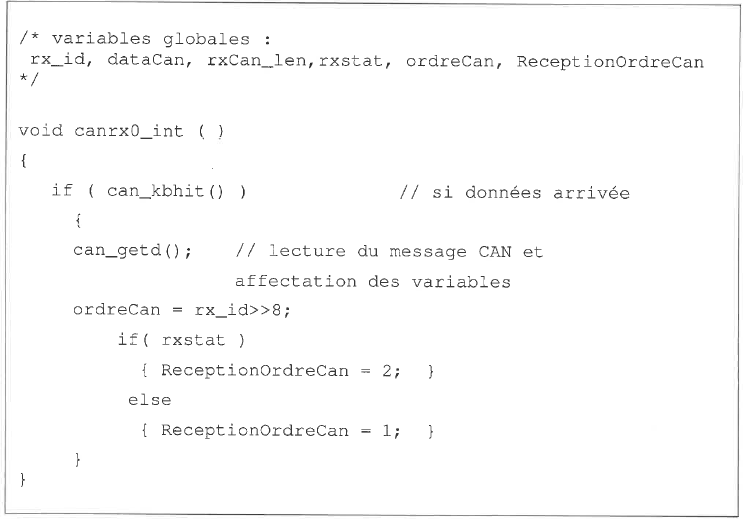 /* variables globales :
rx_id, dataCan, rxCan_len,rxstat, ordreCan, ReceptionOrdreCan
*/
void canrx0_int ( )
{
if ( can_kbhit() ) // si données arrivée
{
can_getd(); // lecture du message CAN et
affectation des variables
ordreCan = rx_id>>8;
if( rxstat )
{ ReceptionOrdreCan = 2; }
else
{ ReceptionOrdreCan = 1; }
}
}